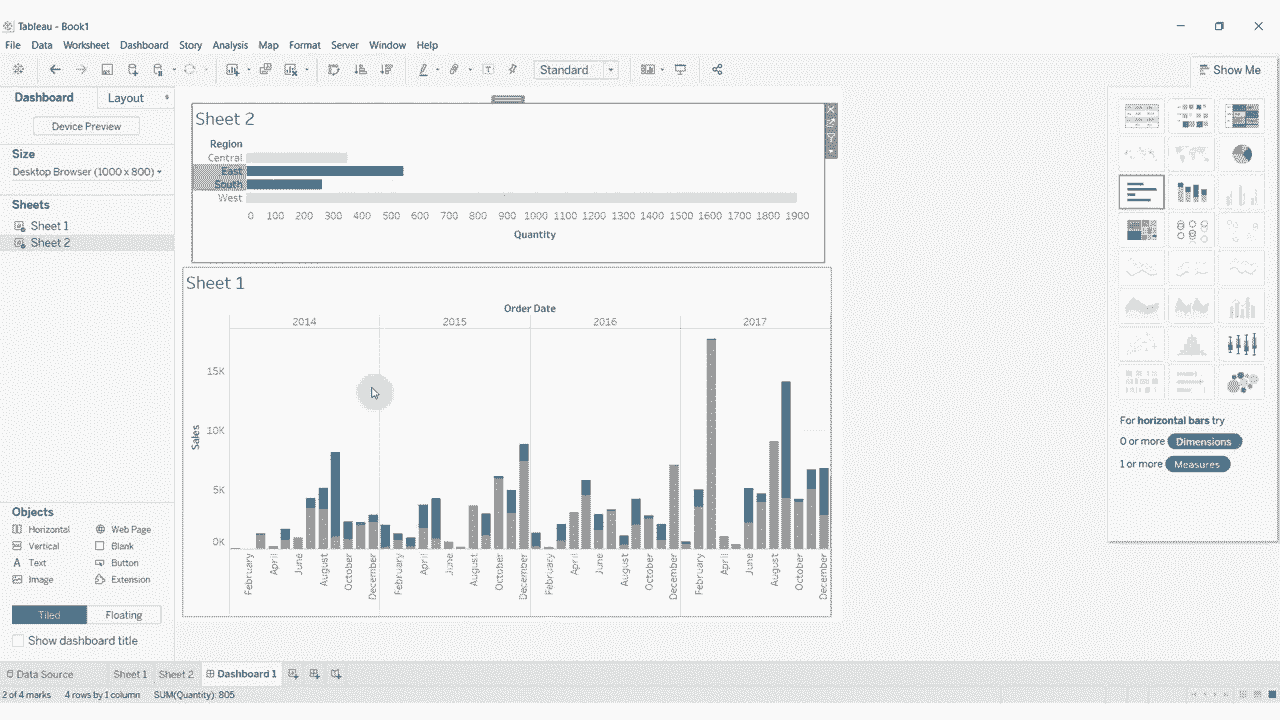 Tableau - Book1
File Data Worksheet Dashboard Story Analysis Map Format Server Window Help
Standard
Show Me
Dashboard Layout
Device Preview
Size
Desktop Browser (1000 x 800)
Sheets
Sheet 1
Sheet 2
Objects
Horizontal Web Page
Vertical Blank
Text Button
Image Extension
Tiled Floating
Show dashboard title
Sheet 2
Region
Central
East
South
West
0 100 200 300 400 500 600 700 800 900 1000 1100 1200 1300 1400 1500 1600 1700 1800 1900
Quantity
Sheet 1
Order Date
2014 2015 2016 2017
15K
10K
5K
0K
Sales
February April June August October December February April June August October December February April June August October December February April June August October December
For horizontal bars try
0 or more Dimensions
1 or more Measures
Data Source Sheet 1 Sheet 2 Dashboard 1
2 of 4 marks 4 rows by 1 column SUM(Quantity): 805